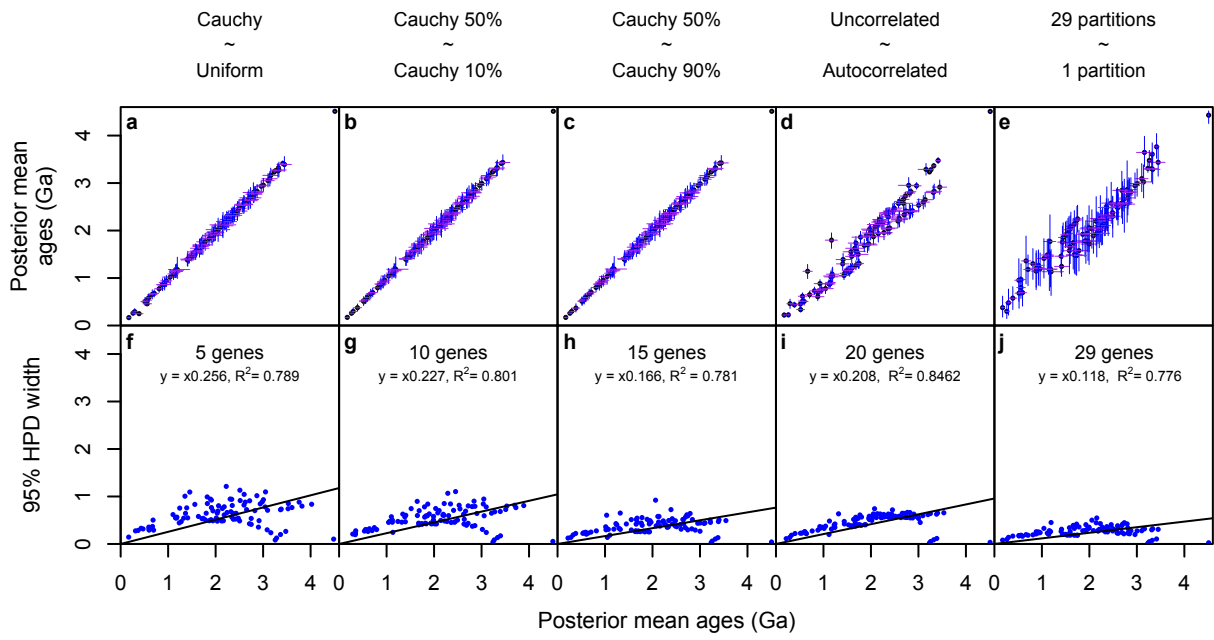 Cauchy Cauchy 50% Cauchy 50% Uncorrelated 29 partitions
~ ~ ~ ~ ~
Uniform Cauchy 10% Cauchy 90% Autocorrelated 1 partition
a b c d e
Posterior mean
ages (Ga)
4
3
2
1
0
f g h i j
5 genes 10 genes 15 genes 20 genes 29 genes
y = x0.256, R²= 0.789 y = x0.227, R²= 0.801 y = x0.166, R² = 0.781 y = x0.208, R²= 0.8462 y = x0.118, R²= 0.776
95% HPD width
4
3
2
1
0
0 1 2 3 4 0 1 2 3 4 0 1 2 3 4 0 1 2 3 4 0 1 2 3 4
Posterior mean ages (Ga)